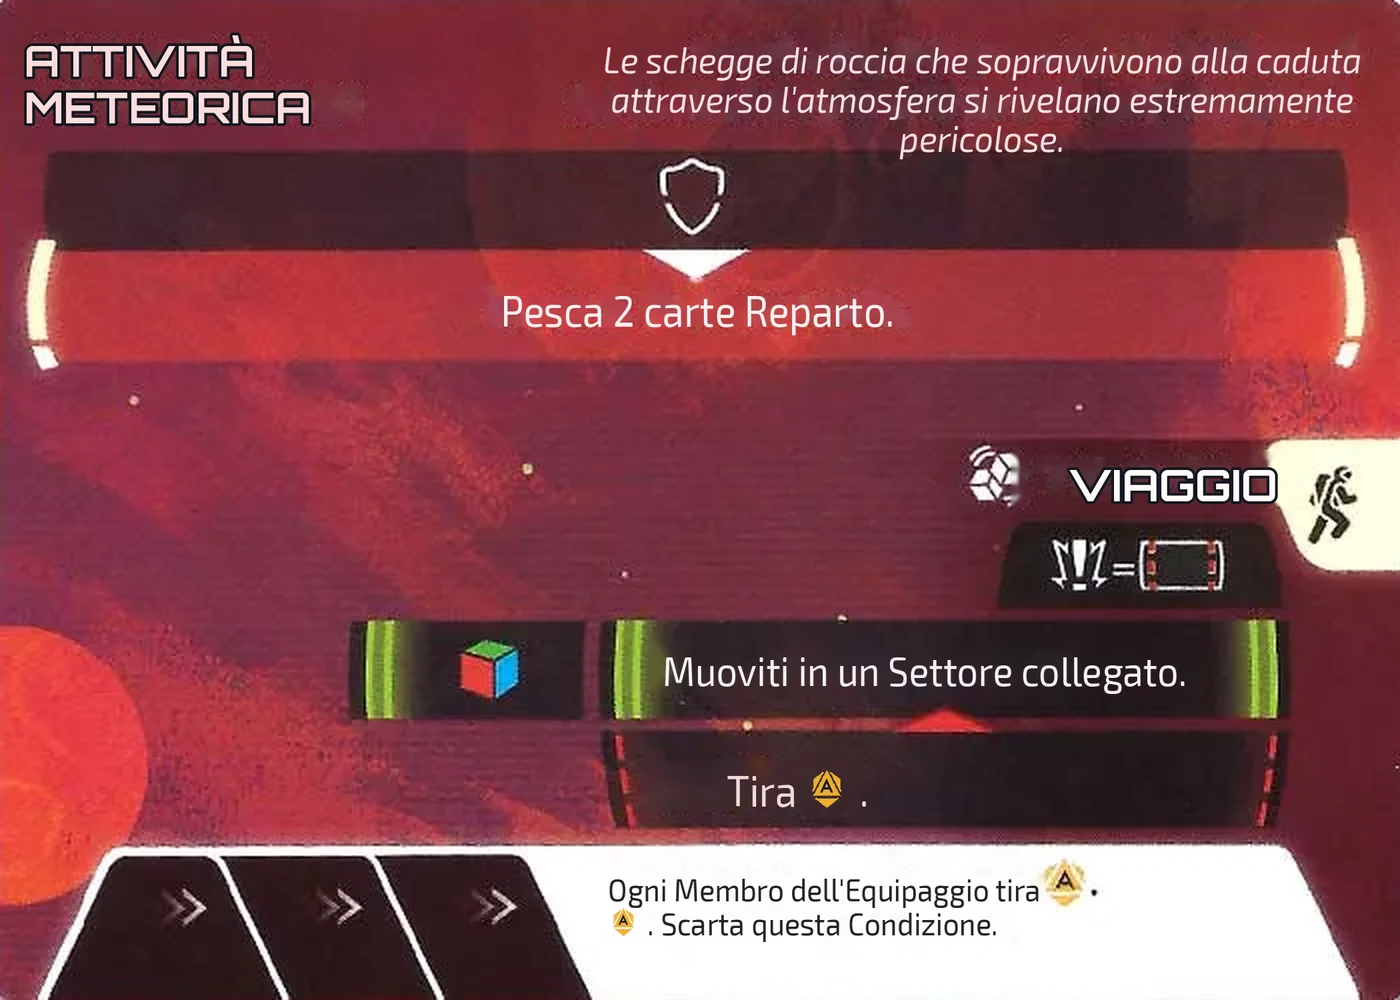 ATTIVITÀ
METEORICA
Le schegge di roccia che sopravvivono alla caduta
attraverso l'atmosfera si rivelano estremamente
pericolose.
Pesca 2 carte Reparto.
VIAGGIO
! =
Muoviti in un Settore collegato.
Tira A .
Ogni Membro dell'Equipaggio tira A .
A . Scarta questa Condizione.